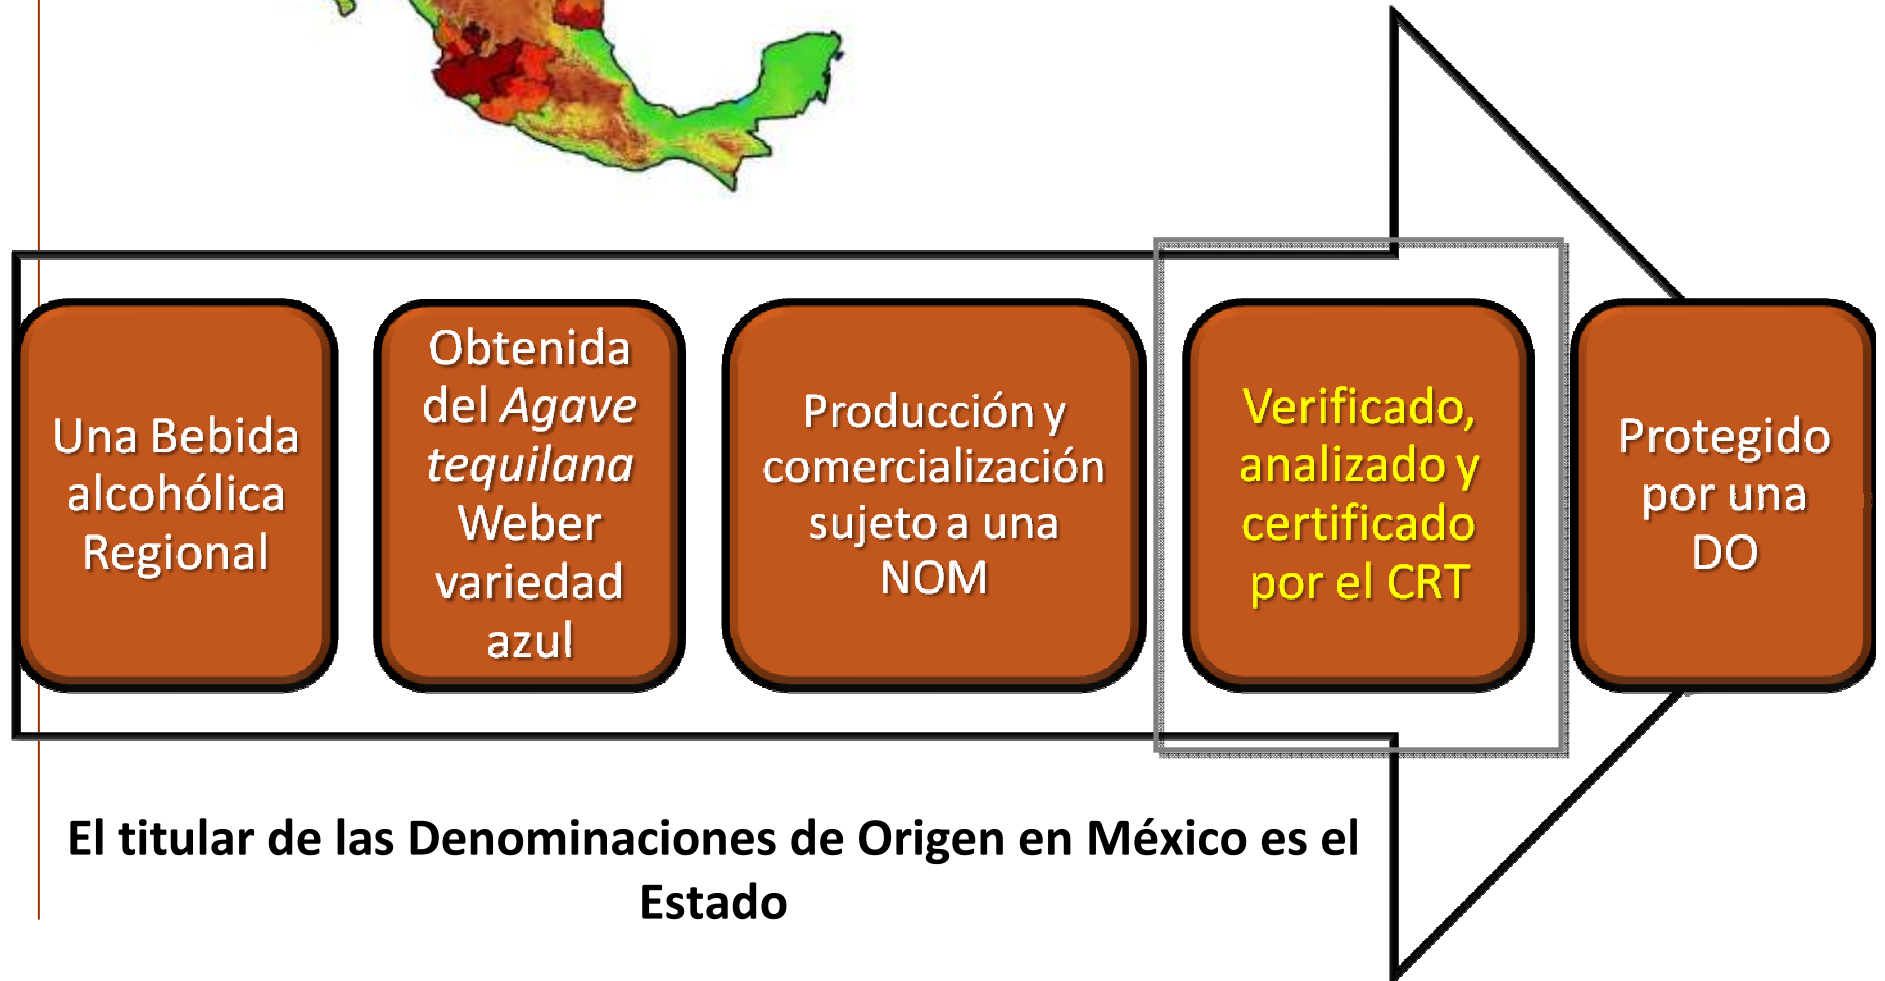 Una Bebida
alcohólica
Regional
Obtenida
del Agave
tequilana
Weber
variedad
azul
Producción y
comercialización
sujeto a una
NOM
Verificado,
analizado y
certificado
por el CRT
Protegido
por una
DO
El titular de las Denominaciones de Origen en México es el
Estado